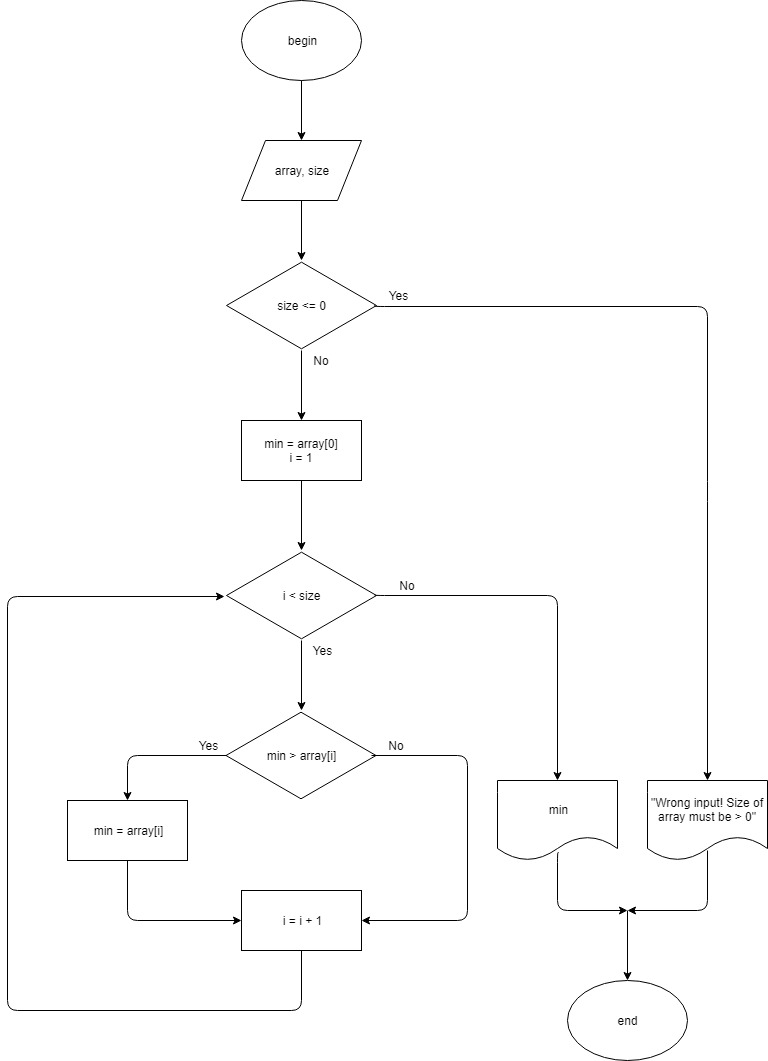 begin
array, size
size <= 0
Yes
No
min = array[0]
i = 1
i < size
No
Yes
min > array[i]
Yes
No
min = array[i]
min
"Wrong input! Size of
array must be > 0"
i = i + 1
end